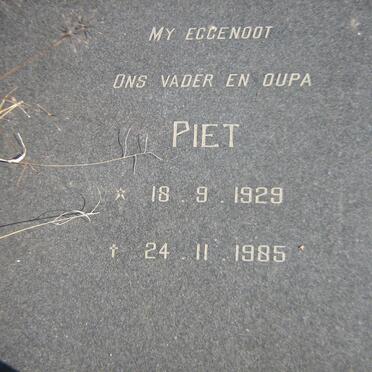 MY EGGENOOT
ONS VADER EN OUPA
PIET
* 18.9.1929
† 24.11.1985